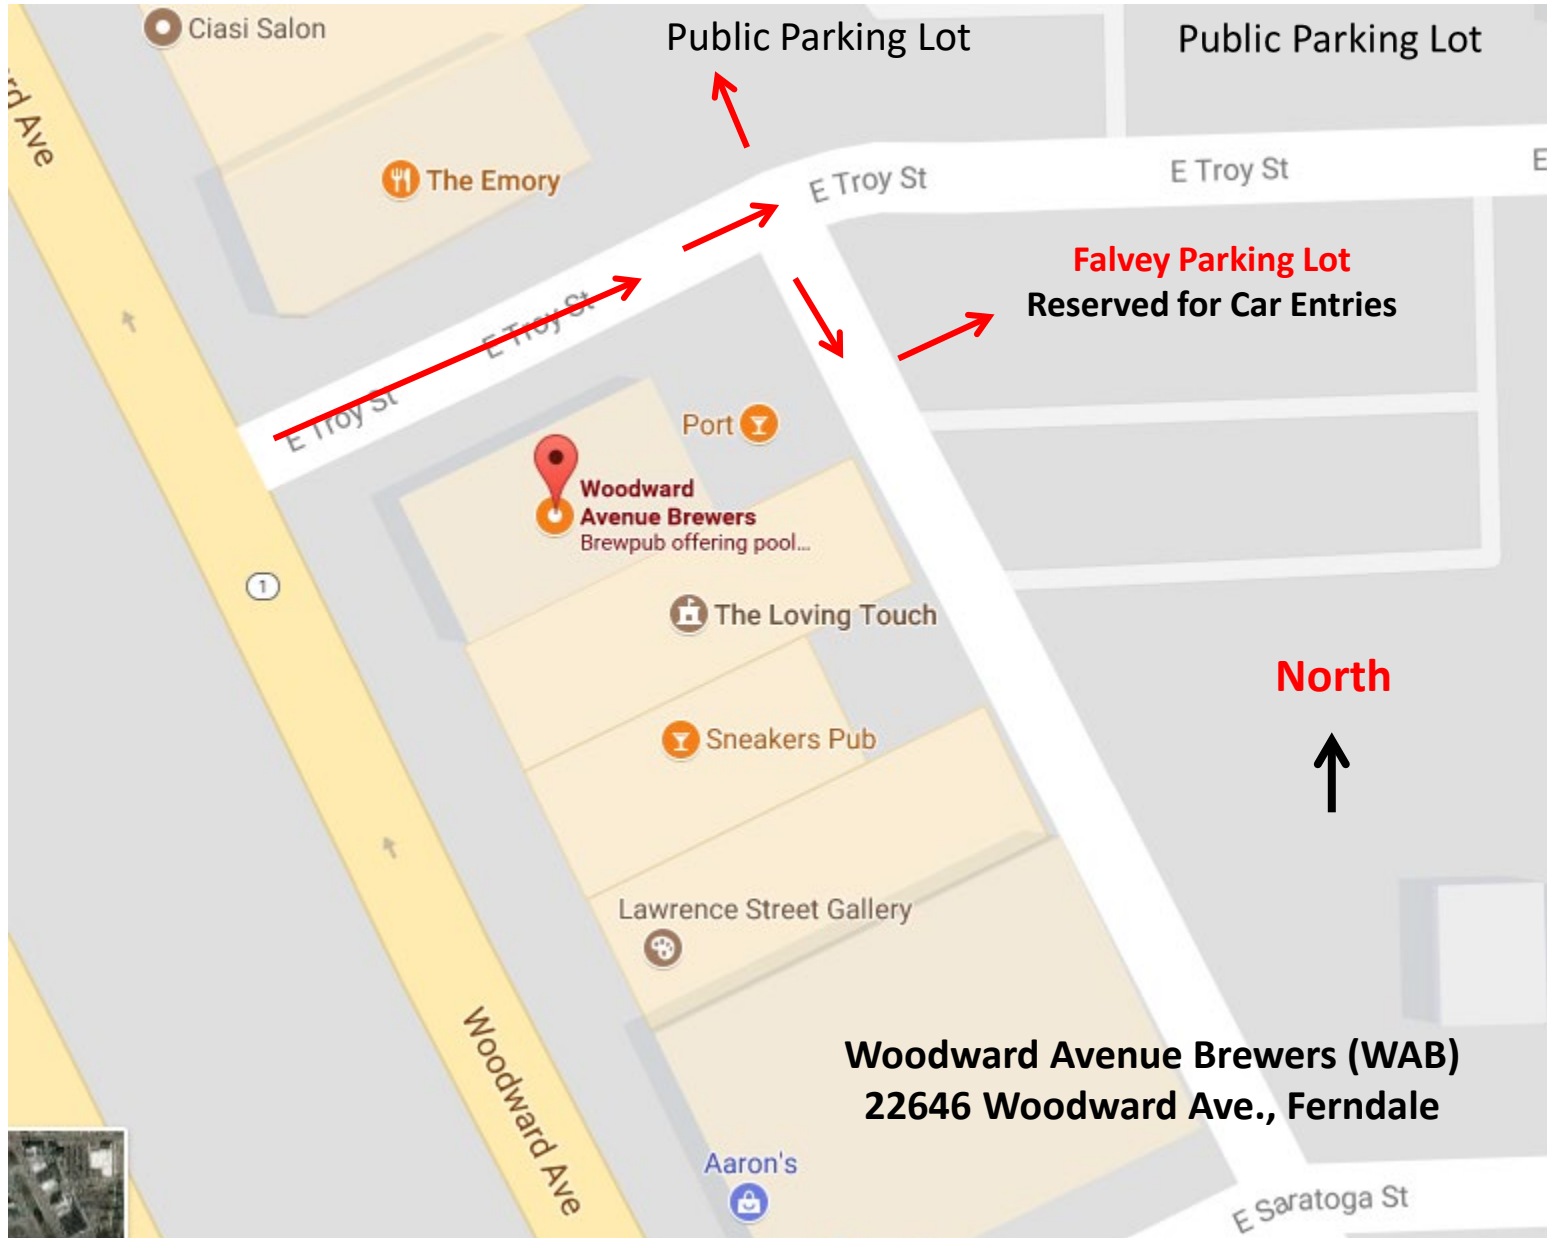 Ciasi Salon
Public Parking Lot
Public Parking Lot
rd Ave
The Emory
E Troy St
E Troy St
E
Falvey Parking Lot
Reserved for Car Entries
E Troy St
E Troy St
Port
Woodward
Avenue Brewers
Brewpub offering pool...
1
The Loving Touch
North
Sneakers Pub
Lawrence Street Gallery
Woodward Ave
Woodward Avenue Brewers (WAB)
22646 Woodward Ave., Ferndale
Aaron's
E Saratoga St